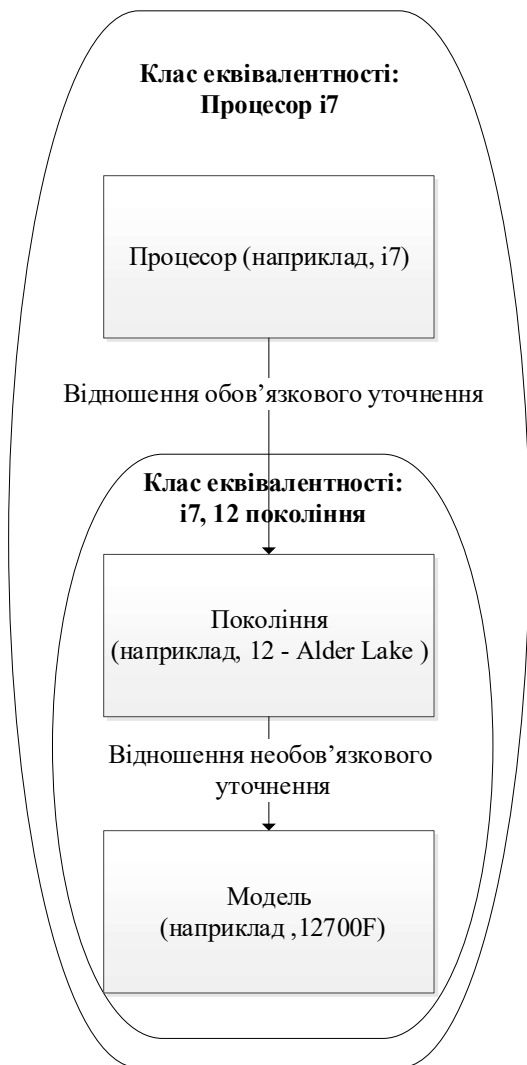 Клас еквівалентності:
Процесор і7
Процесор (наприклад, і7)
Відношення обов’язкового уточнення
Клас еквівалентності:
і7, 12 покоління
Покоління
(наприклад, 12 - Alder Lake )
Відношення необов’язкового
уточнення
Модель
(наприклад ,12700F)